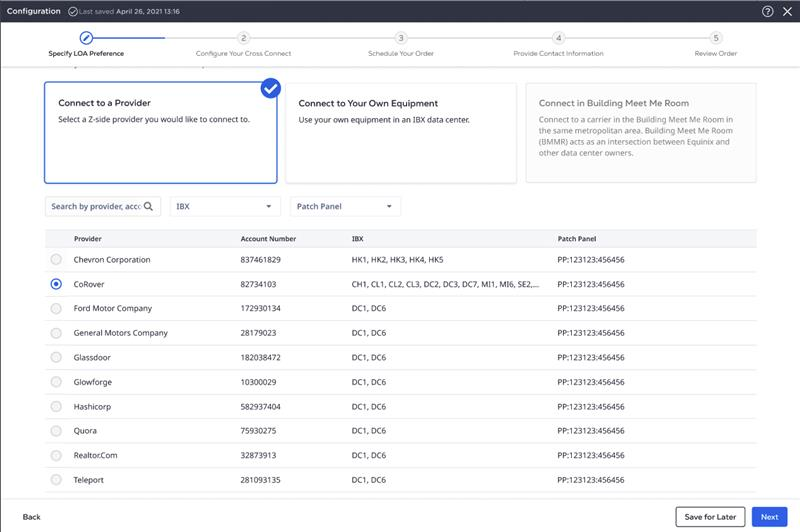 Configuration Last saved April 26, 2021 13:16
2 3 4 5
Specify LOA Preference Configure Your Cross Connect Schedule Your Order Provide Contact Information Review Order
Connect to a Provider
Select a Z-side provider you would like to connect to.
Connect to Your Own Equipment
Use your own equipment in an IBX data center.
Connect in Building Meet Me Room
Connect to a carrier in the Building Meet Me Room in
the same metropolitan area. Building Meet Me Room
(BMMR) acts as an intersection between Equinix and
other data center owners.
Search by provider, acco IBX Patch Panel
Provider Account Number IBX Patch Panel
Chevron Corporation 837461829 HK1, HK2, HK3, HK4, HK5 PP:123123:456456
CoRover 82734103 CH1, CL1, CL2, CL3, DC2, DC3, DC7, MI1, MI6, SE2,... PP:123123:456456
Ford Motor Company 172930134 DC1, DC6 PP:123123:456456
General Motors Company 28179023 DC1, DC6 PP:123123:456456
Glassdoor 182038472 DC1, DC6 PP:123123:456456
Glowforge 10300029 DC1, DC6 PP:123123:456456
Hashicorp 582937404 DC1, DC6 PP:123123:456456
Quora 75930275 DC1, DC6 PP:123123:456456
Realtor.Com 32873913 DC1, DC6 PP:123123:456456
Teleport 281093135 DC1, DC6 PP:123123:456456
Back Save for Later Next